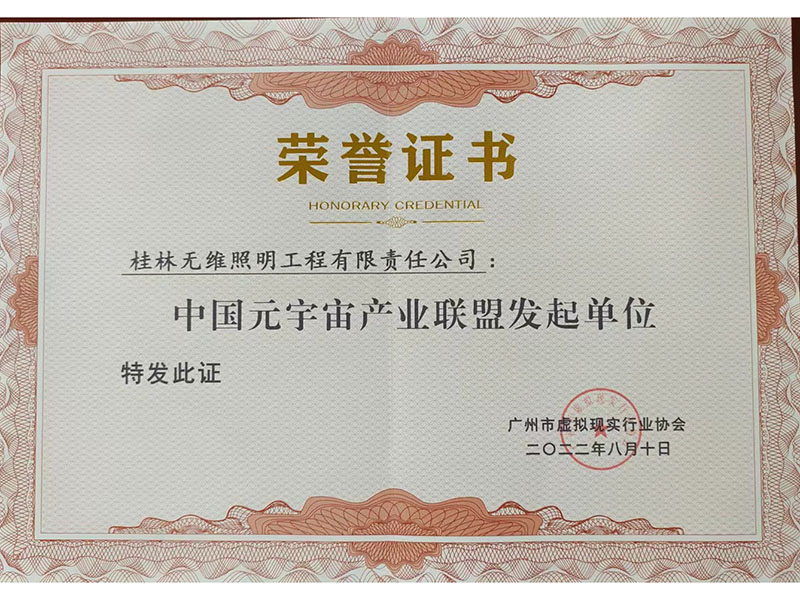 荣誉证书
HONORARY CREDENTIAL
桂林无维照明工程有限责任公司：
中国元宇宙产业联盟发起单位
特发此证
广州市虚拟现实行业协会
二〇二二年八月十日